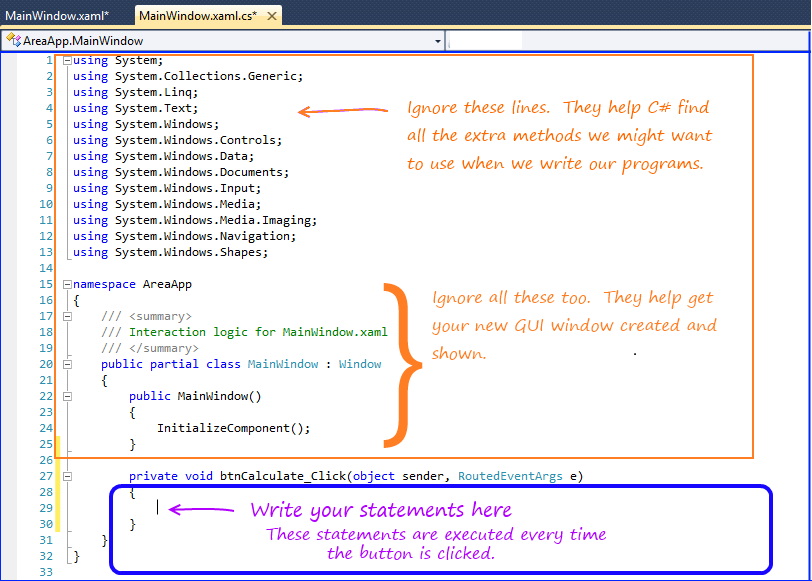 MainWindow.xaml*
MainWindow.xaml.cs* ✕
AreaApp.MainWindow
1 using System;
2 using System.Collections.Generic;
3 using System.Linq;
4 using System.Text;
5 using System.Windows;
6 using System.Windows.Controls;
7 using System.Windows.Data;
8 using System.Windows.Documents;
9 using System.Windows.Input;
10 using System.Windows.Media;
11 using System.Windows.Media.Imaging;
12 using System.Windows.Navigation;
13 using System.Windows.Shapes;
Ignore these lines. They help C# find
all the extra methods we might want
to use when we write our programs.
14
15 namespace AreaApp
16 {
17 /// <summary>
18 /// Interaction logic for MainWindow.xaml
19 /// </summary>
20 public partial class MainWindow : Window
21 {
22 public MainWindow()
23 {
24 InitializeComponent();
25 }
Ignore all these too. They help get
your new GUI window created and
shown.
26
27 private void btnCalculate_Click(object sender, RoutedEventArgs e)
28 {
29
30 }
31 }
32 }
33
Write your statements here
These statements are executed every time
the button is clicked.